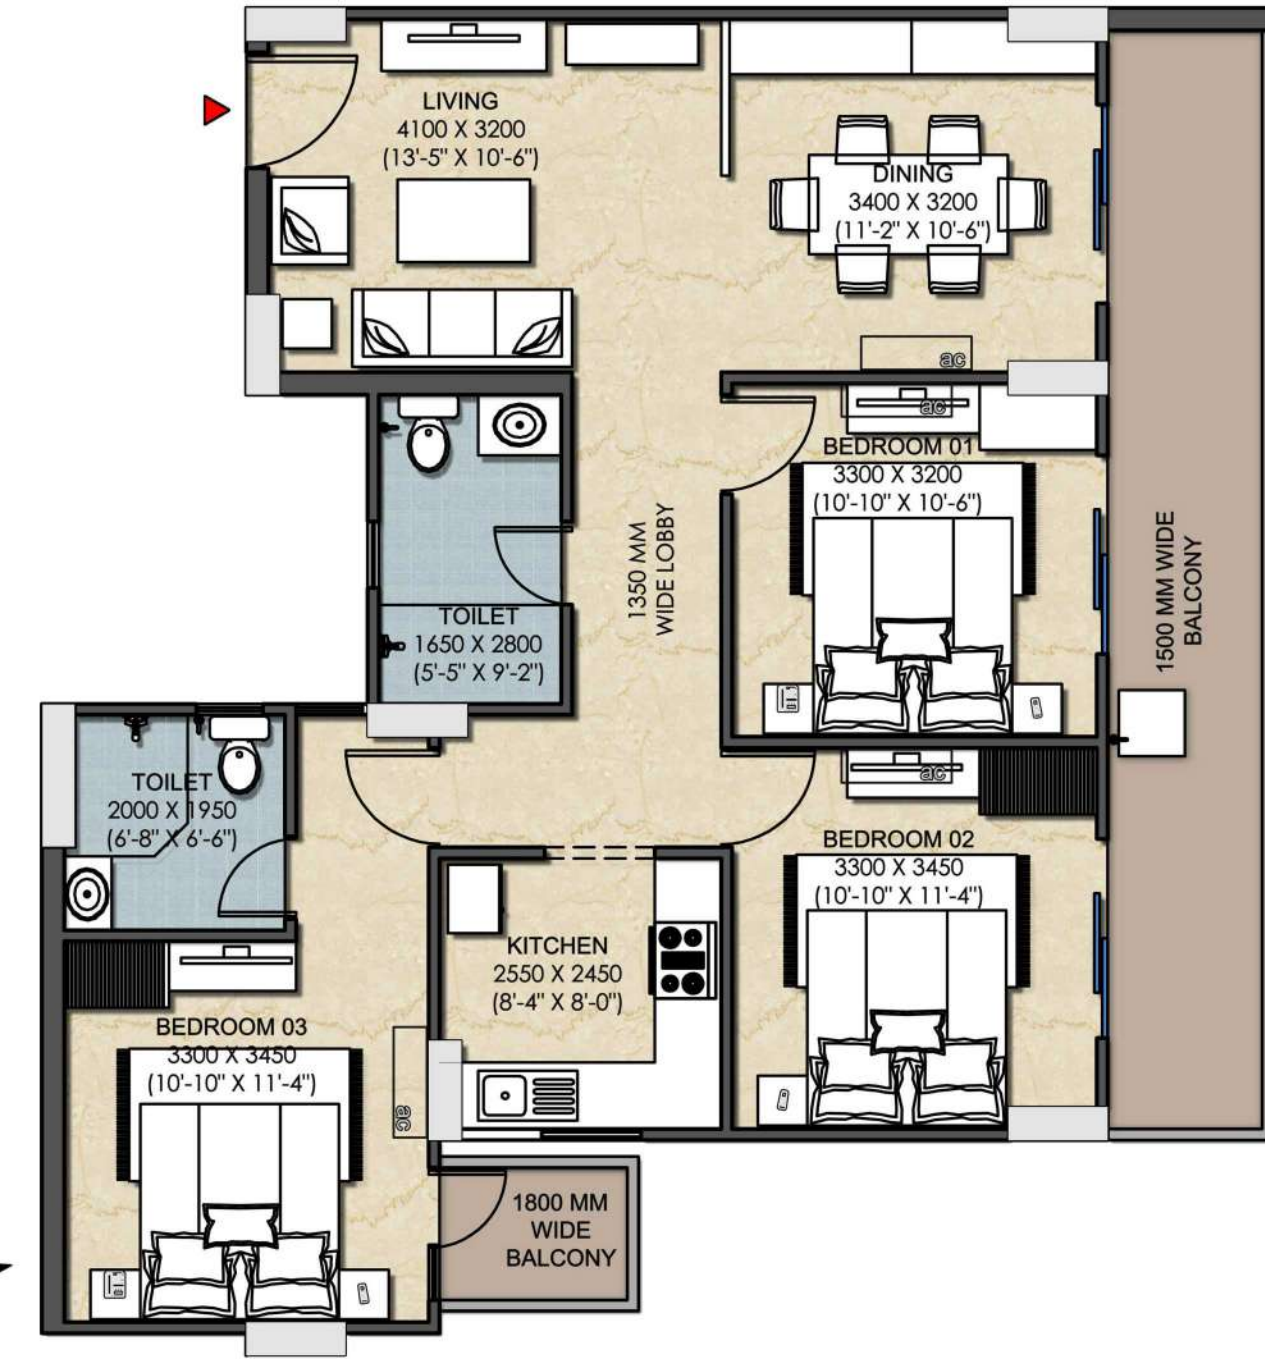 LIVING
4100 X 3200
(13'-5" X 10'-6")
DINING
3400 X 3200
(11'-2" X 10'-6")
ac
ac
BEDROOM 01
3300 X 3200
(10'-10" X 10'-6")
1350 MM
WIDE LOBBY
1500 MM WIDE
BALCONY
TOILET
1650 X 2800
(5'-5" X 9'-2")
TOILET
2000 X 1950
(6'-8" X 6'-6")
ac
BEDROOM 02
3300 X 3450
(10'-10" X 11'-4")
KITCHEN
2550 X 2450
(8'-4" X 8'-0")
BEDROOM 03
3300 X 3450
(10'-10" X 11'-4")
ac
1800 MM
WIDE
BALCONY